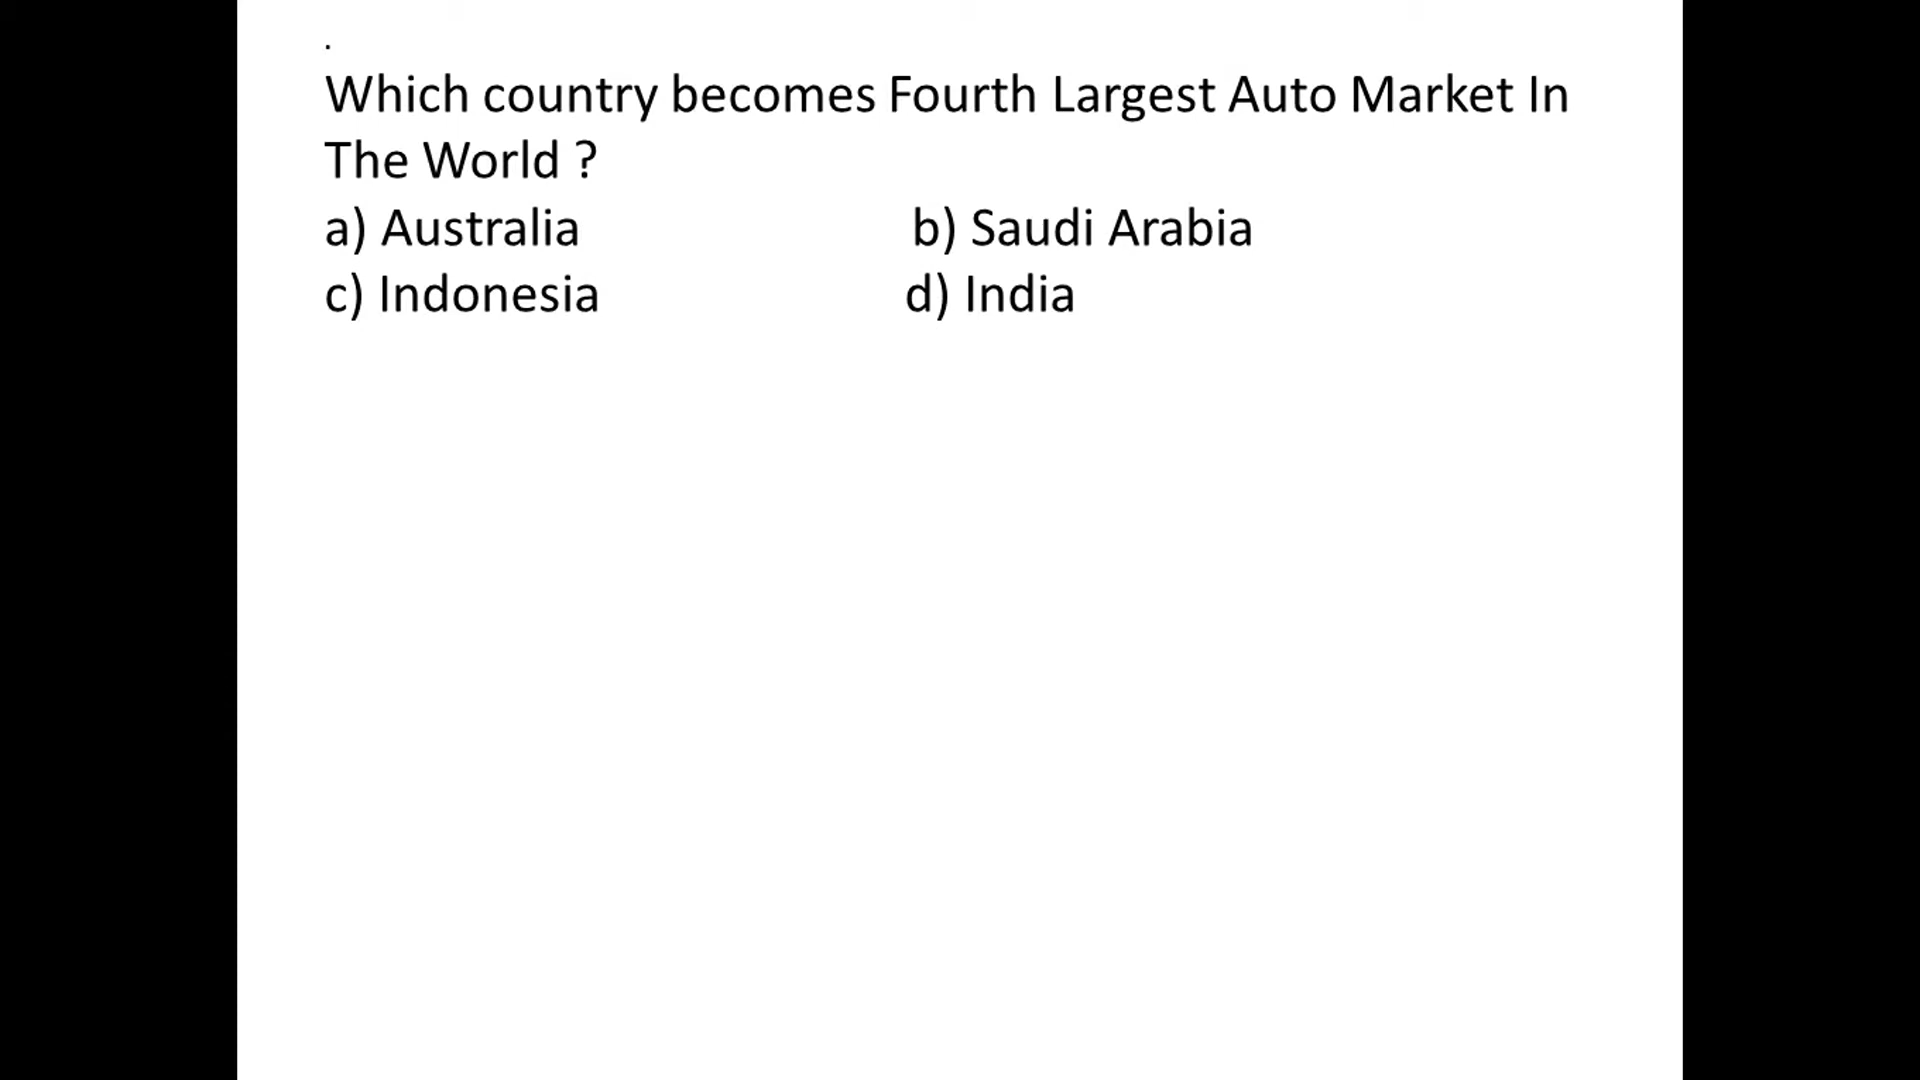 .
Which country becomes Fourth Largest Auto Market In
The World ?
a) Australia b) Saudi Arabia
c) Indonesia d) India